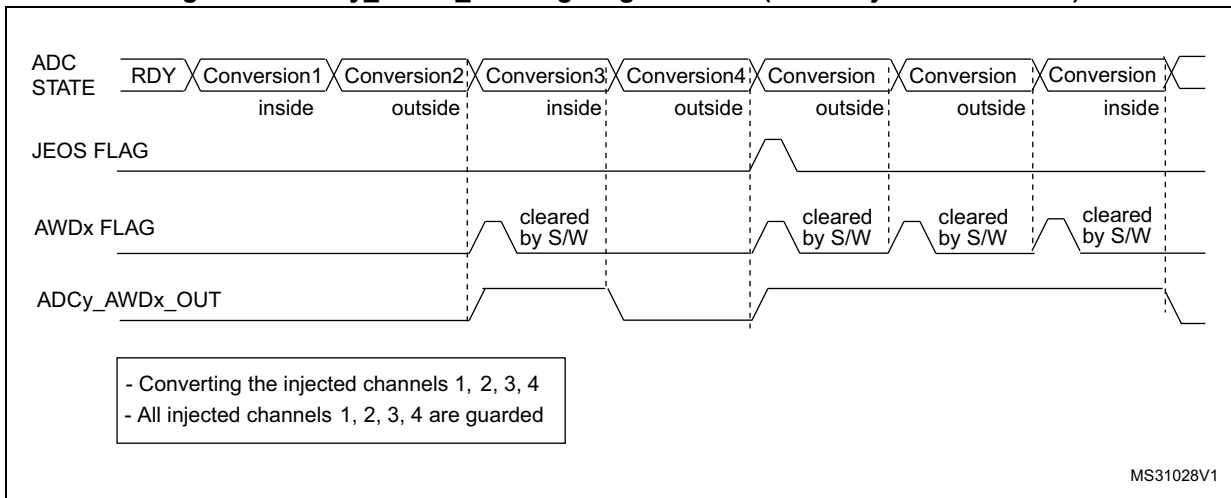 ADC
STATE
RDY Conversion1 Conversion2 Conversion3 Conversion4 Conversion Conversion Conversion
inside outside inside outside outside outside inside
JEOS FLAG
AWDx FLAG
cleared by S/W cleared by S/W cleared by S/W cleared by S/W
ADCy_AWDx_OUT
- Converting the injected channels 1, 2, 3, 4
- All injected channels 1, 2, 3, 4 are guarded
MS31028V1